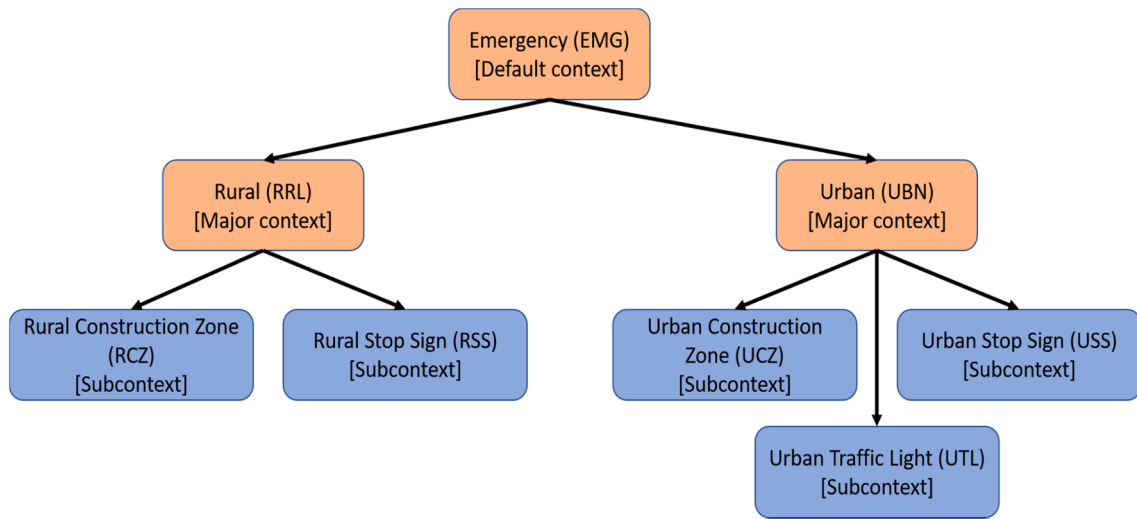 Emergency (EMG)
[Default context]
Rural (RRL)
[Major context]
Urban (UBN)
[Major context]
Rural Construction Zone
(RCZ)
[Subcontext]
Rural Stop Sign (RSS)
[Subcontext]
Urban Construction
Zone (UCZ)
[Subcontext]
Urban Stop Sign (USS)
[Subcontext]
Urban Traffic Light (UTL)
[Subcontext]